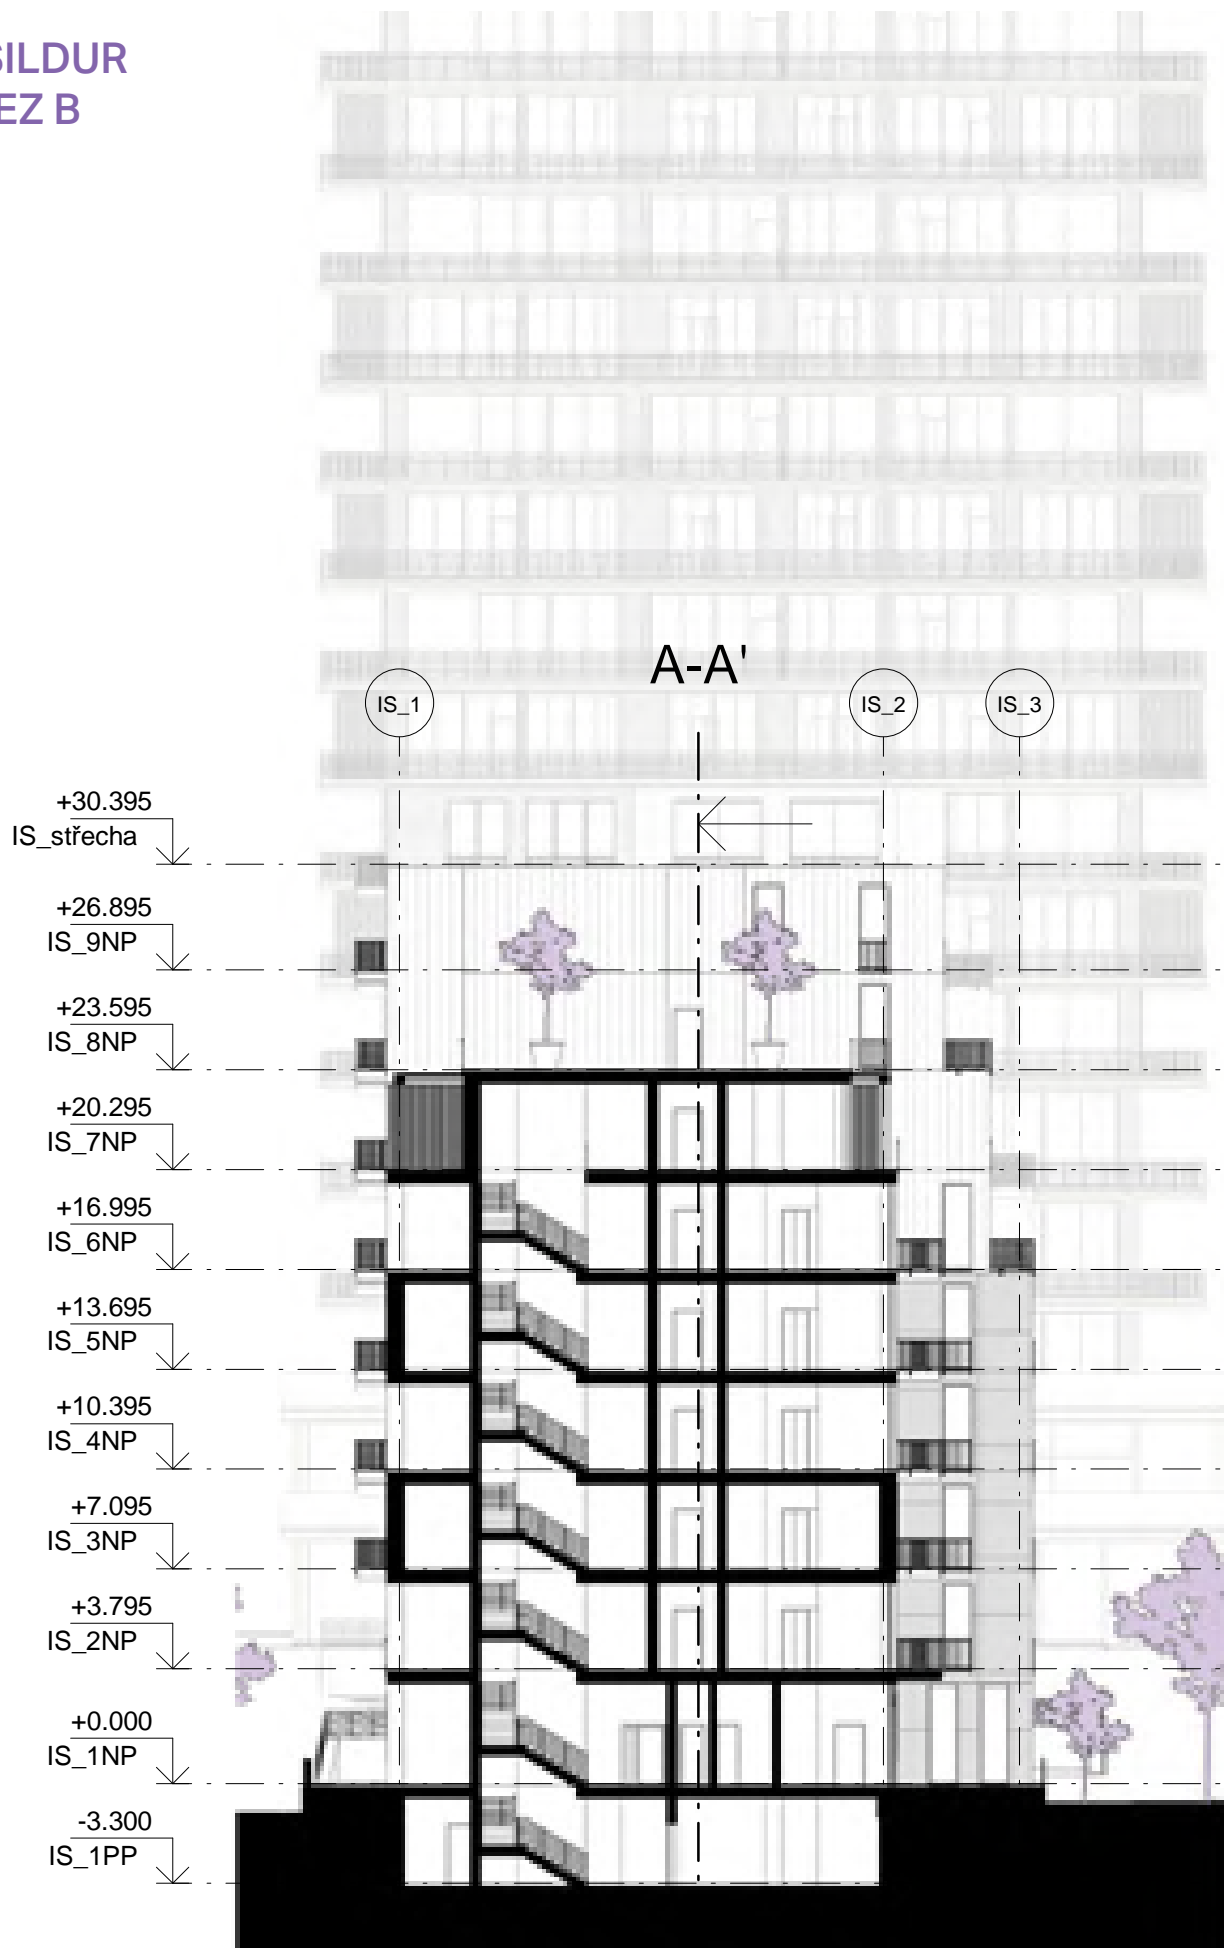 SILDUR
EZ B
A-A'
IS_1
IS_2
IS_3
+30.395
IS_střecha
+26.895
IS_9NP
+23.595
IS_8NP
+20.295
IS_7NP
+16.995
IS_6NP
+13.695
IS_5NP
+10.395
IS_4NP
+7.095
IS_3NP
+3.795
IS_2NP
+0.000
IS_1NP
-3.300
IS_1PP